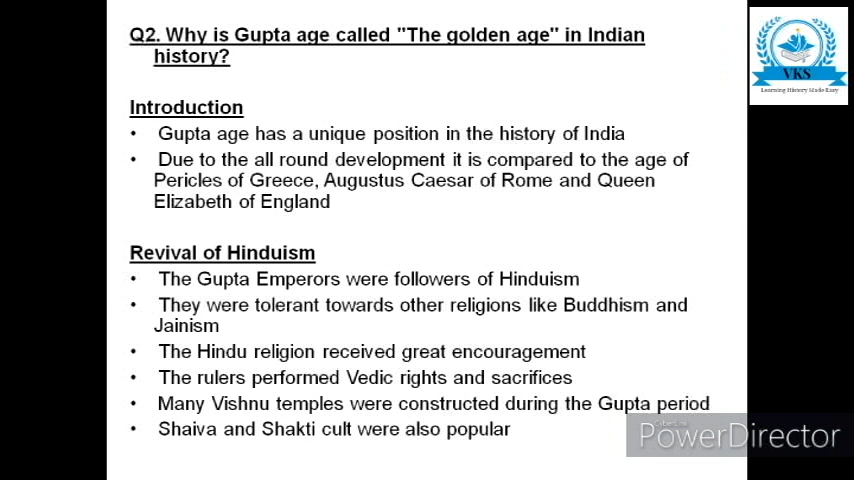 Q2. Why is Gupta age called "The golden age" in Indian
history?
VKS
Learning History Made Easy
Introduction
• Gupta age has a unique position in the history of India
• Due to the all round development it is compared to the age of
Pericles of Greece, Augustus Caesar of Rome and Queen
Elizabeth of England
Revival of Hinduism
• The Gupta Emperors were followers of Hinduism
• They were tolerant towards other religions like Buddhism and
Jainism
• The Hindu religion received great encouragement
• The rulers performed Vedic rights and sacrifices
• Many Vishnu temples were constructed during the Gupta period
• Shaiva and Shakti cult were also popular
CyberLink
PowerDirector